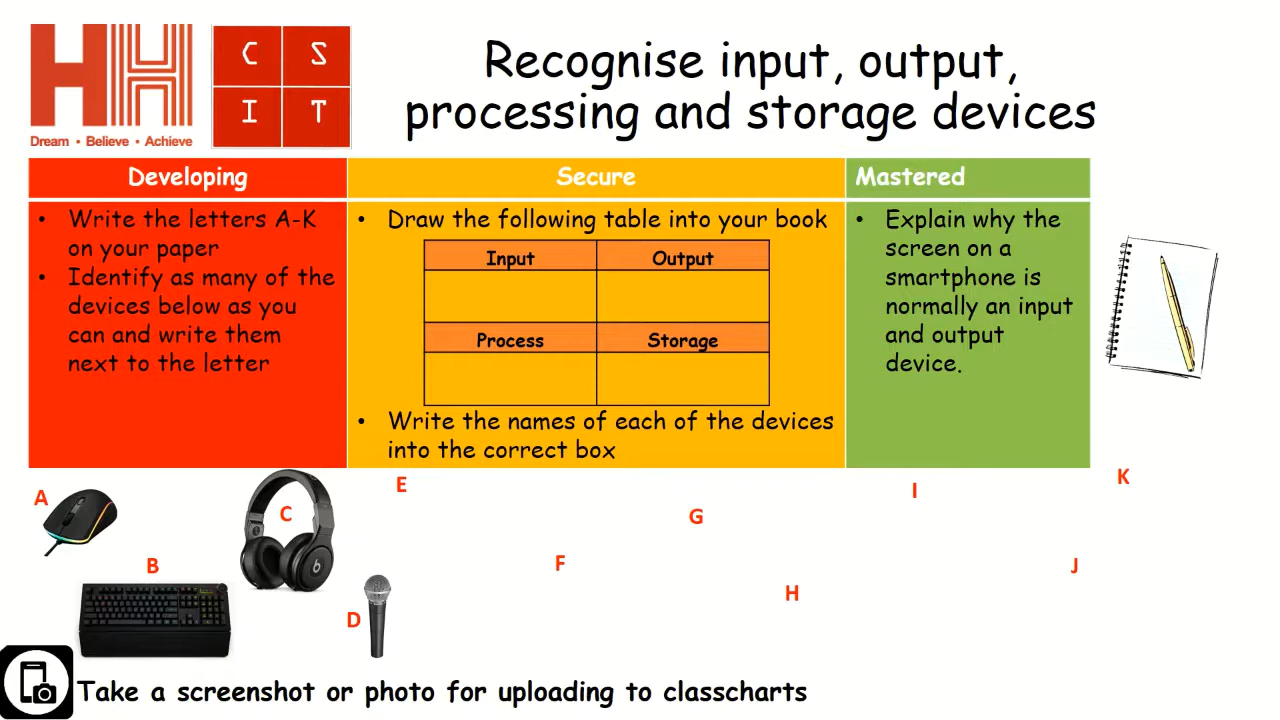 C S
I T
Dream • Believe • Achieve
Recognise input, output,
processing and storage devices
Developing
Secure
Mastered
• Write the letters A-K
on your paper
• Identify as many of the
devices below as you
can and write them
next to the letter
• Draw the following table into your book
Input
Output
Process
Storage
• Write the names of each of the devices
into the correct box
• Explain why the
screen on a
smartphone is
normally an input
and output
device.
A
B
C
D
E
F
G
H
I
J
K
Take a screenshot or photo for uploading to classcharts